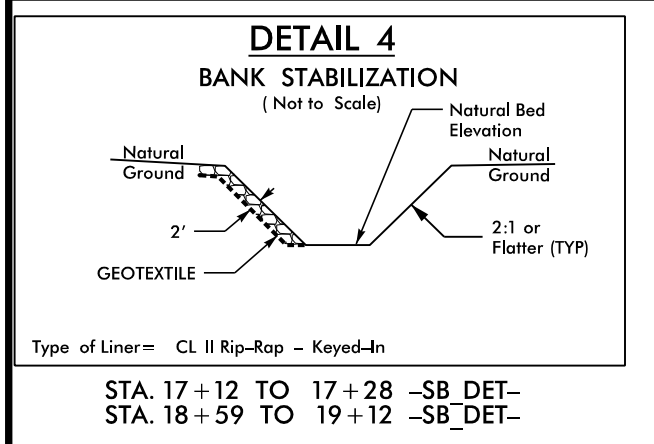 DETAIL 4
BANK STABILIZATION
( Not to Scale)
Natural Bed
Elevation
Natural
Ground
Natural
Ground
2'
2:1 or
Flatter (TYP)
GEOTEXTILE
Type of Liner= CL II Rip-Rap - Keyed-In
STA. 17+12 TO 17+28 -SB_DET-
STA. 18+59 TO 19+12 -SB_DET-